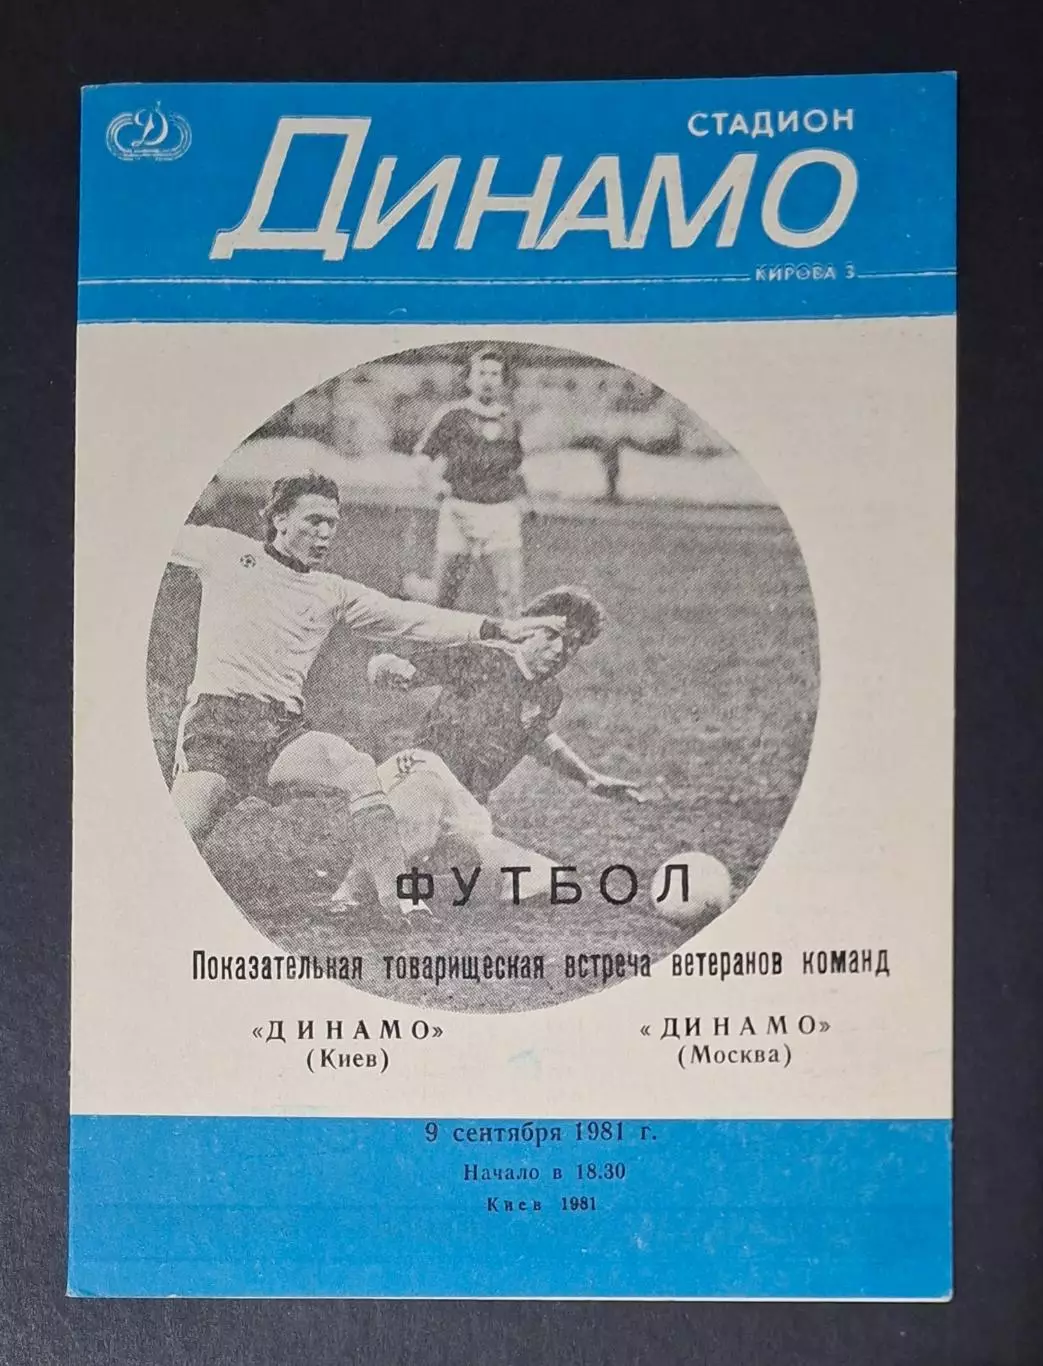 Д
СТАДИОН
ДИНАМО
КИРОВА 3
ФУТБОЛ
Показательная товарищеская встреча ветеранов команд
«ДИНАМО» «ДИНАМО»
(Киев) (Москва)
9 сентября 1981 г.
Начало в 18.30
Киев 1981